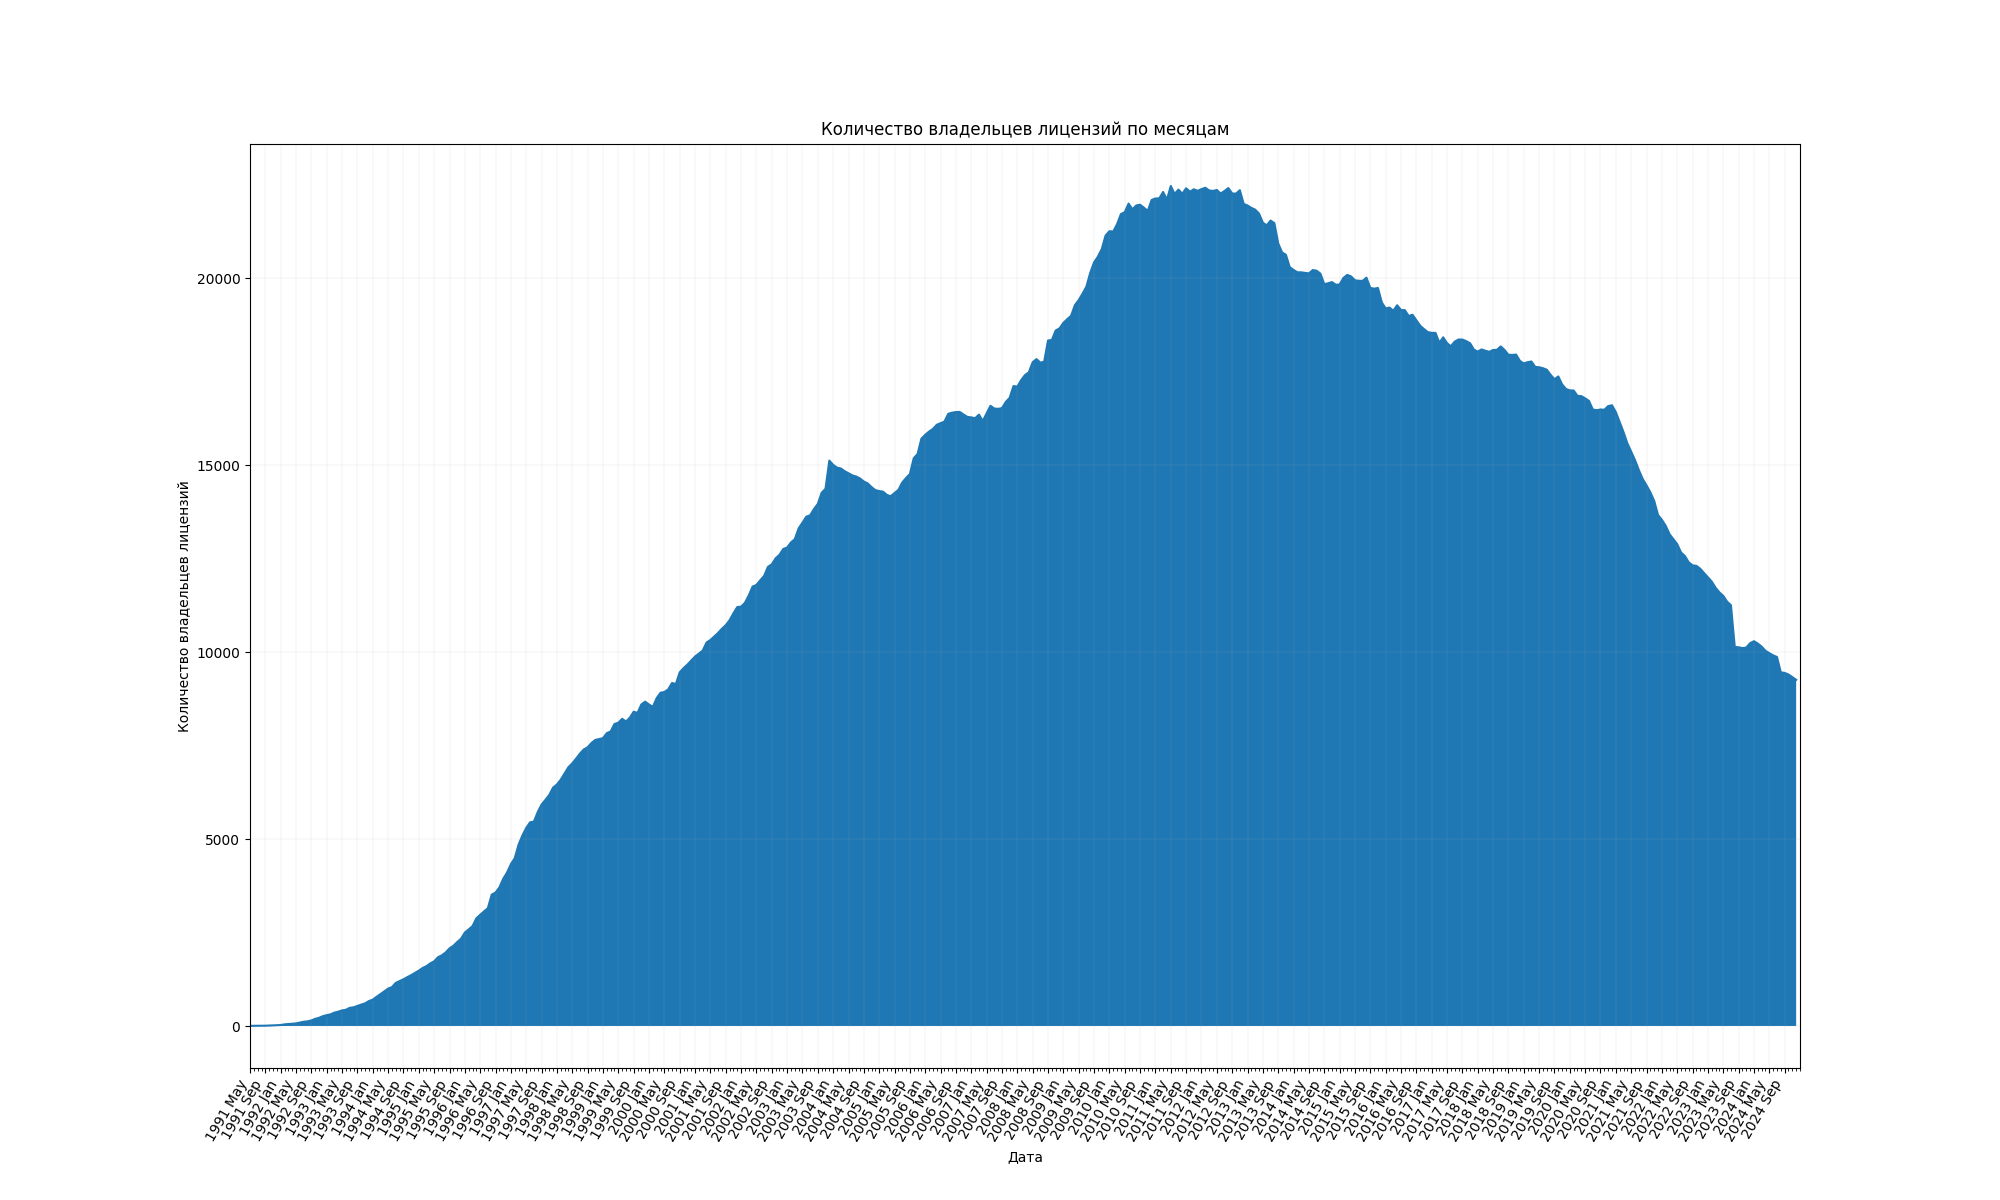 Количество владельцев лицензий по месяцам
Количество владельцев лицензий
20000
15000
10000
5000
0
1991 May
1991 Sep
1992 Jan
1992 May
1992 Sep
1993 Jan
1993 May
1993 Sep
1994 Jan
1994 May
1994 Sep
1995 Jan
1995 May
1995 Sep
1996 Jan
1996 May
1996 Sep
1997 Jan
1997 May
1997 Sep
1998 Jan
1998 May
1998 Sep
1999 Jan
1999 May
1999 Sep
2000 Jan
2000 May
2000 Sep
2001 Jan
2001 May
2001 Sep
2002 Jan
2002 May
2002 Sep
2003 Jan
2003 May
2003 Sep
2004 Jan
2004 May
2004 Sep
2005 Jan
2005 May
2005 Sep
2006 Jan
2006 May
2006 Sep
2007 Jan
2007 May
2007 Sep
2008 Jan
2008 May
2008 Sep
2009 Jan
2009 May
2009 Sep
2010 Jan
2010 May
2010 Sep
2011 Jan
2011 May
2011 Sep
2012 Jan
2012 May
2012 Sep
2013 Jan
2013 May
2013 Sep
2014 Jan
2014 May
2014 Sep
2015 Jan
2015 May
2015 Sep
2016 Jan
2016 May
2016 Sep
2017 Jan
2017 May
2017 Sep
2018 Jan
2018 May
2018 Sep
2019 Jan
2019 May
2019 Sep
2020 Jan
2020 May
2020 Sep
2021 Jan
2021 May
2021 Sep
2022 Jan
2022 May
2022 Sep
2023 Jan
2023 May
2023 Sep
2024 Jan
2024 May
2024 Sep
Дата